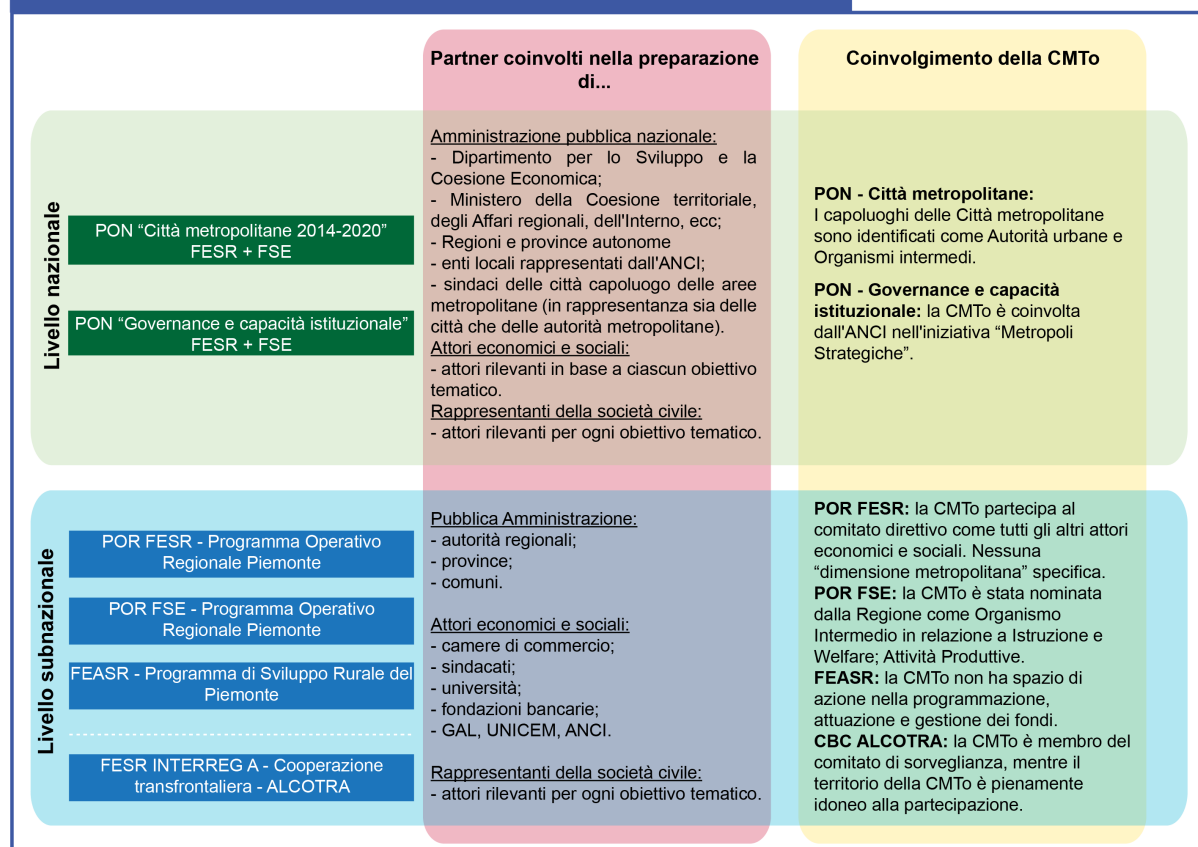 Partner coinvolti nella preparazione
di...
Coinvolgimento della CMTo
Livello nazionale
PON “Città metropolitane 2014-2020”
FESR + FSE
PON “Governance e capacità istituzionale”
FESR + FSE
Amministrazione pubblica nazionale:
- Dipartimento per lo Sviluppo e la
Coesione Economica;
- Ministero della Coesione territoriale,
degli Affari regionali, dell'Interno, ecc;
- Regioni e province autonome
- enti locali rappresentati dall'ANCI;
- sindaci delle città capoluogo delle aree
metropolitane (in rappresentanza sia delle
città che delle autorità metropolitane).
Attori economici e sociali:
- attori rilevanti in base a ciascun obiettivo
tematico.
Rappresentanti della società civile:
- attori rilevanti per ogni obiettivo tematico.
PON - Città metropolitane:
I capoluoghi delle Città metropolitane
sono identificati come Autorità urbane e
Organismi intermedi.
PON - Governance e capacità
istituzionale: la CMTo è coinvolta
dall'ANCI nell'iniziativa “Metropoli
Strategiche”.
Livello subnazionale
POR FESR - Programma Operativo
Regionale Piemonte
POR FSE - Programma Operativo
Regionale Piemonte
FEASR - Programma di Sviluppo Rurale del
Piemonte
FESR INTERREG A - Cooperazione
transfrontaliera - ALCOTRA
Pubblica Amministrazione:
- autorità regionali;
- province;
- comuni.
Attori economici e sociali:
- camere di commercio;
- sindacati;
- università;
- fondazioni bancarie;
- GAL, UNICEM, ANCI.
Rappresentanti della società civile:
- attori rilevanti per ogni obiettivo tematico.
POR FESR: la CMTo partecipa al
comitato direttivo come tutti gli altri attori
economici e sociali. Nessuna
“dimensione metropolitana” specifica.
POR FSE: la CMTo è stata nominata
dalla Regione come Organismo
Intermedio in relazione a Istruzione e
Welfare; Attività Produttive.
FEASR: la CMTo non ha spazio di
azione nella programmazione,
attuazione e gestione dei fondi.
CBC ALCOTRA: la CMTo è membro del
comitato di sorveglianza, mentre il
territorio della CMTo è pienamente
idoneo alla partecipazione.